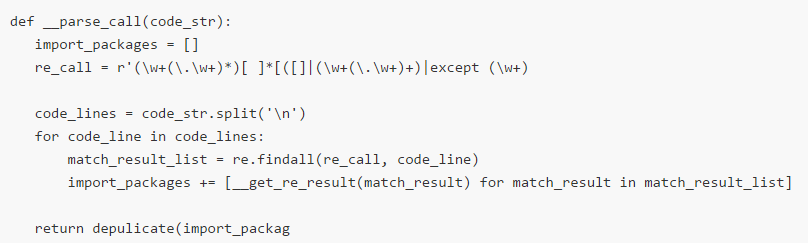 def __parse_call(code_str):
    import_packages = []
    re_call = r'(\w+(\.\w+)*)[ ]*[([]|(\w+(\.\w+)+)|except (\w+)
    code_lines = code_str.split('\n')
    for code_line in code_lines:
        match_result_list = re.findall(re_call, code_line)
        import_packages += [__get_re_result(match_result) for match_result in match_result_list]
    return depulicate(import_packag